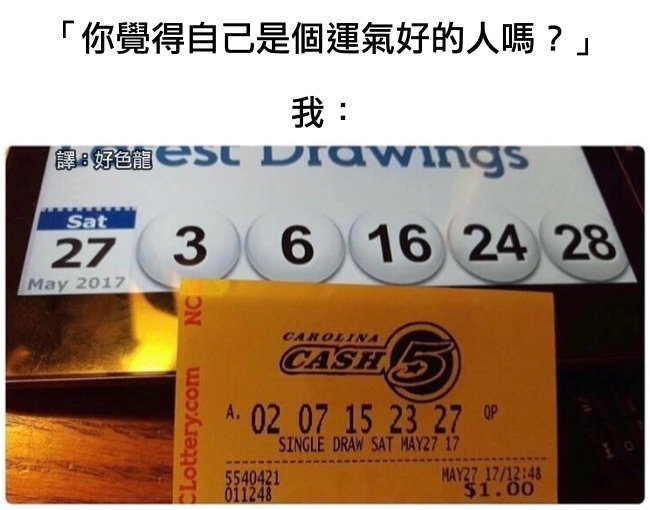 「你覺得自己是個運氣好的人嗎？」
我：
譯：好色龍
est Drawings
Sat
27
May 2017
3 6 16 24 28
CAROLINA
CASH 5
A. 02 07 15 23 27 QP
SINGLE DRAW SAT MAY27 17
5540421
011248
MAY27 17/12:48
$1.00
CLottery.com NC